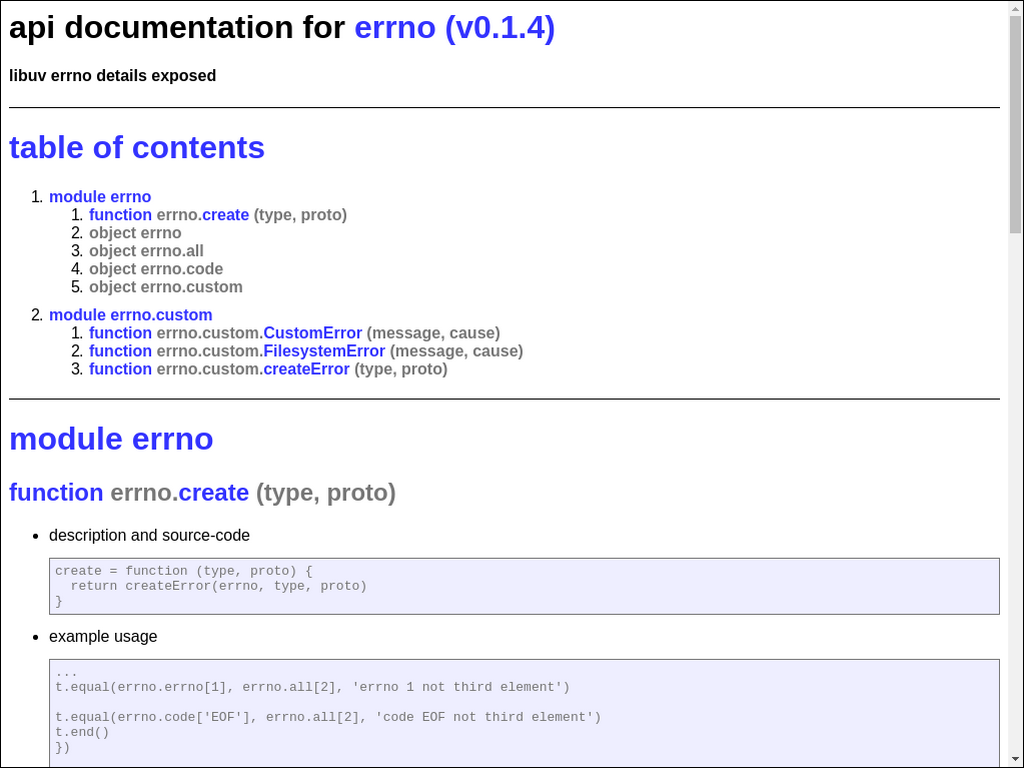 api documentation for errno (v0.1.4)
libuv errno details exposed
table of contents
1. module errno
1. function errno.create (type, proto)
2. object errno
3. object errno.all
4. object errno.code
5. object errno.custom
2. module errno.custom
1. function errno.custom.CustomError (message, cause)
2. function errno.custom.FilesystemError (message, cause)
3. function errno.custom.createError (type, proto)
module errno
function errno.create (type, proto)
• description and source-code
create = function (type, proto) {
  return createError(errno, type, proto)
}
• example usage
...
t.equal(errno.errno[1], errno.all[2], 'errno 1 not third element')
t.equal(errno.code['EOF'], errno.all[2], 'code EOF not third element')
t.end()
})